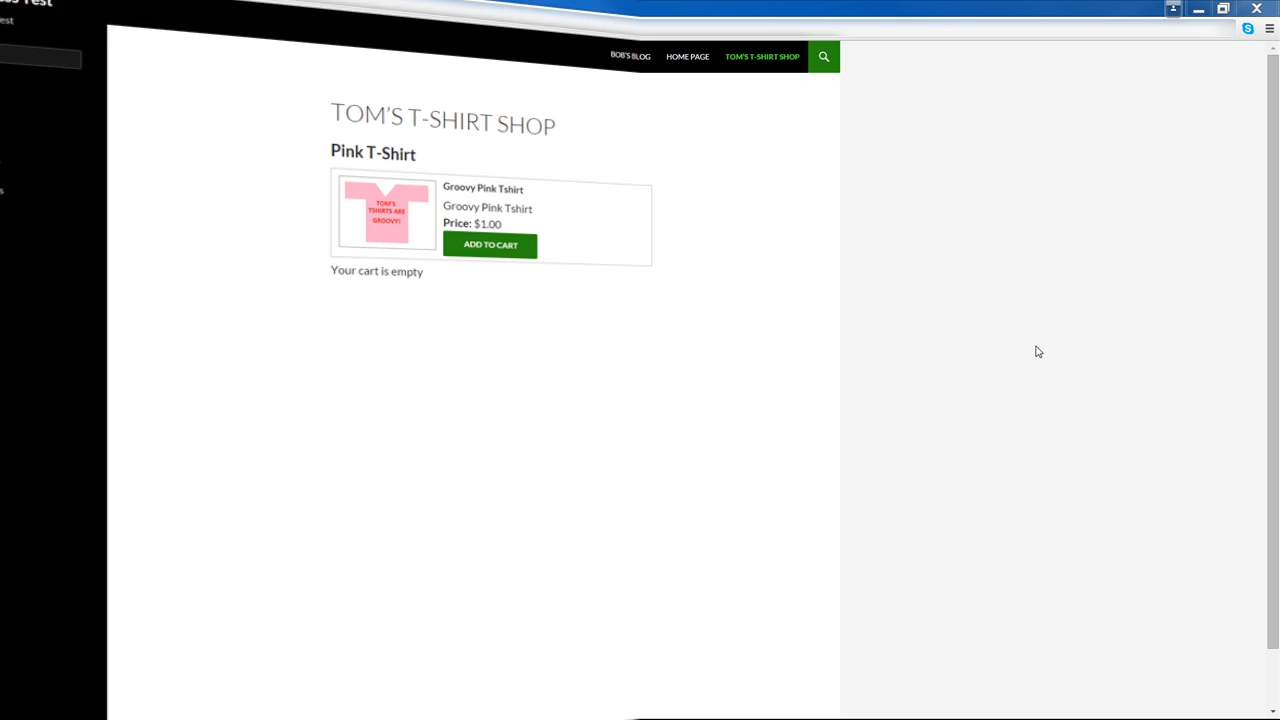 est
BOB'S BLOG HOME PAGE TOM'S T-SHIRT SHOP
TOM'S T-SHIRT SHOP
Pink T-Shirt
TOM'S
TSHIRTS ARE
GROOVY!
Groovy Pink Tshirt
Groovy Pink Tshirt
Price: $1.00
ADD TO CART
Your cart is empty